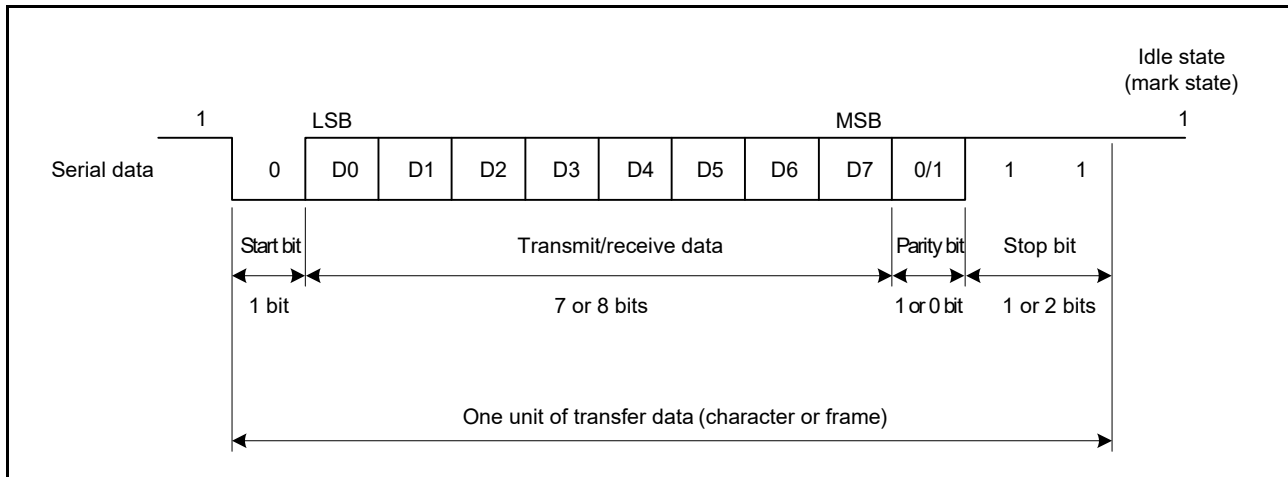 Idle state
(mark state)
1 LSB MSB 1
Serial data 0 D0 D1 D2 D3 D4 D5 D6 D7 0/1 1 1
Start bit Transmit/receive data Parity bit Stop bit
1 bit 7 or 8 bits 1 or 0 bit 1 or 2 bits
One unit of transfer data (character or frame)